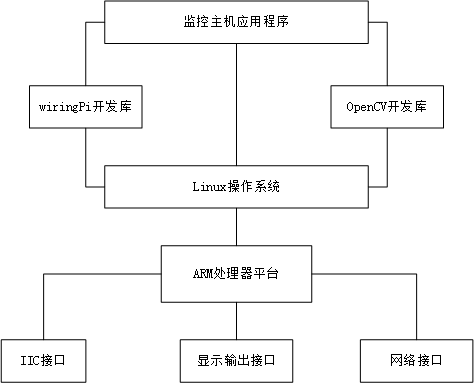 监控主机应用程序
wiringPi开发库
OpenCV开发库
Linux操作系统
ARM处理器平台
IIC接口
显示输出接口
网络接口